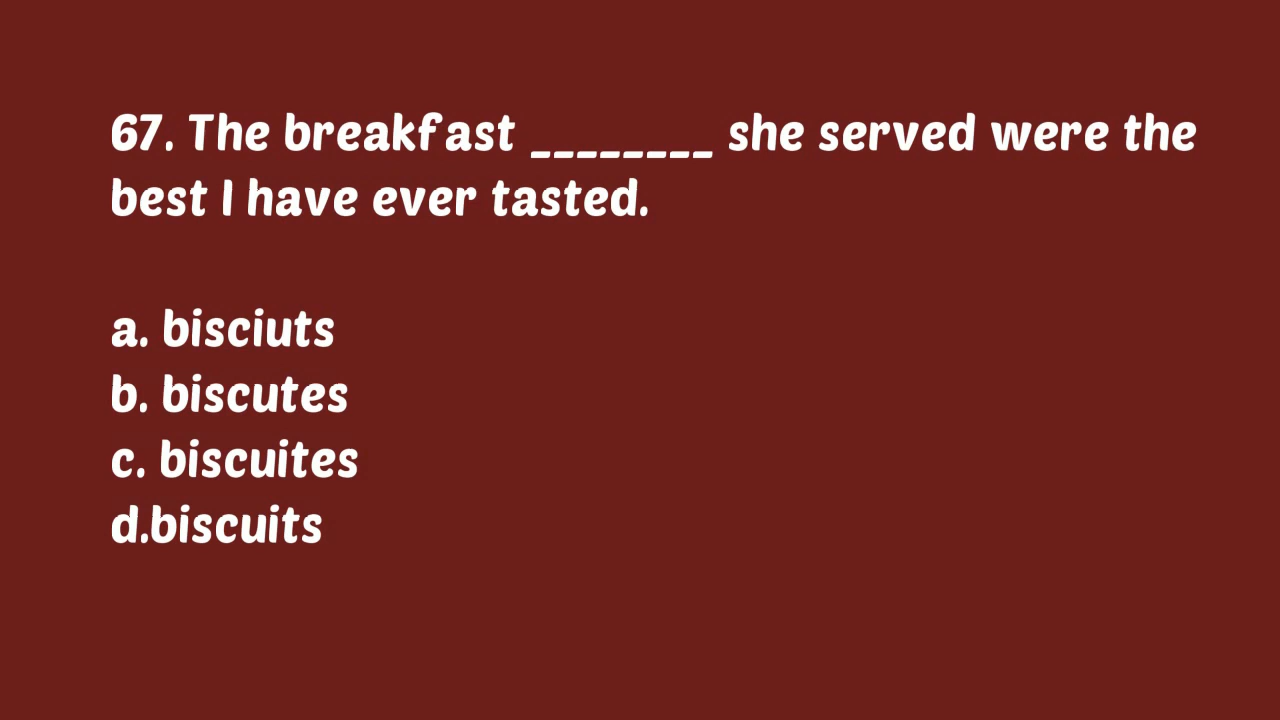 67. The breakfast ________ she served were the
best I have ever tasted.
a. bisciuts
b. biscutes
c. biscuites
d.biscuits